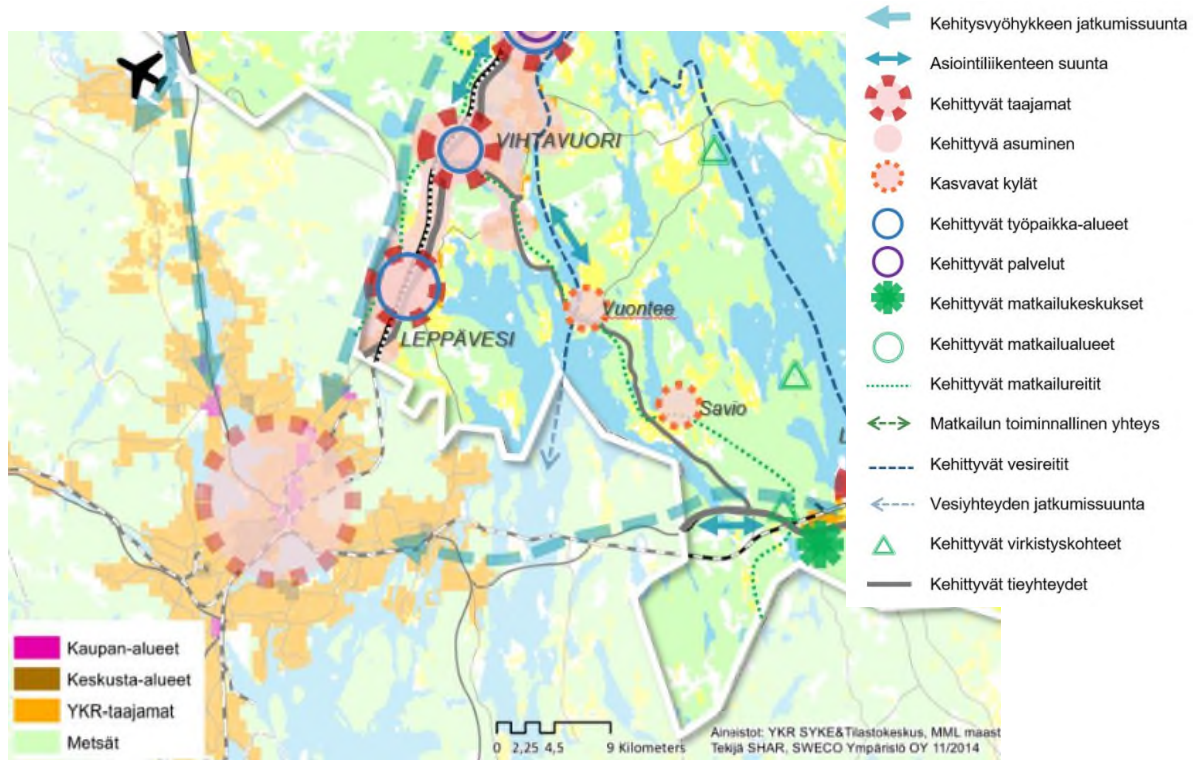 Kehitysvyöhykkeen jatkumissuunta
Asiointiliikenteen suunta
Kehittyvät taajamat
Kehittyvä asuminen
Kasvavat kylät
Kehittyvät työpaikka-alueet
Kehittyvät palvelut
Kehittyvät matkailukeskukset
Kehittyvät matkailualueet
Kehittyvät matkailureitit
Matkailun toiminnallinen yhteys
Kehittyvät vesireitit
Vesiyhteyden jatkumissuunta
Kehittyvät virkistyskohteet
Kehittyvät tieyhteydet
VIHTAVUORI
Vuontee
LEPPÄVESI
Savio
Kaupan-alueet
Keskusta-alueet
YKR-taajamat
Metsät
0 2,25 4,5 9 Kilometers
Aineistot: YKR SYKE&Tilastokeskus, MML maast
Tekijä SHAR, SWECO Ympäristö OY 11/2014